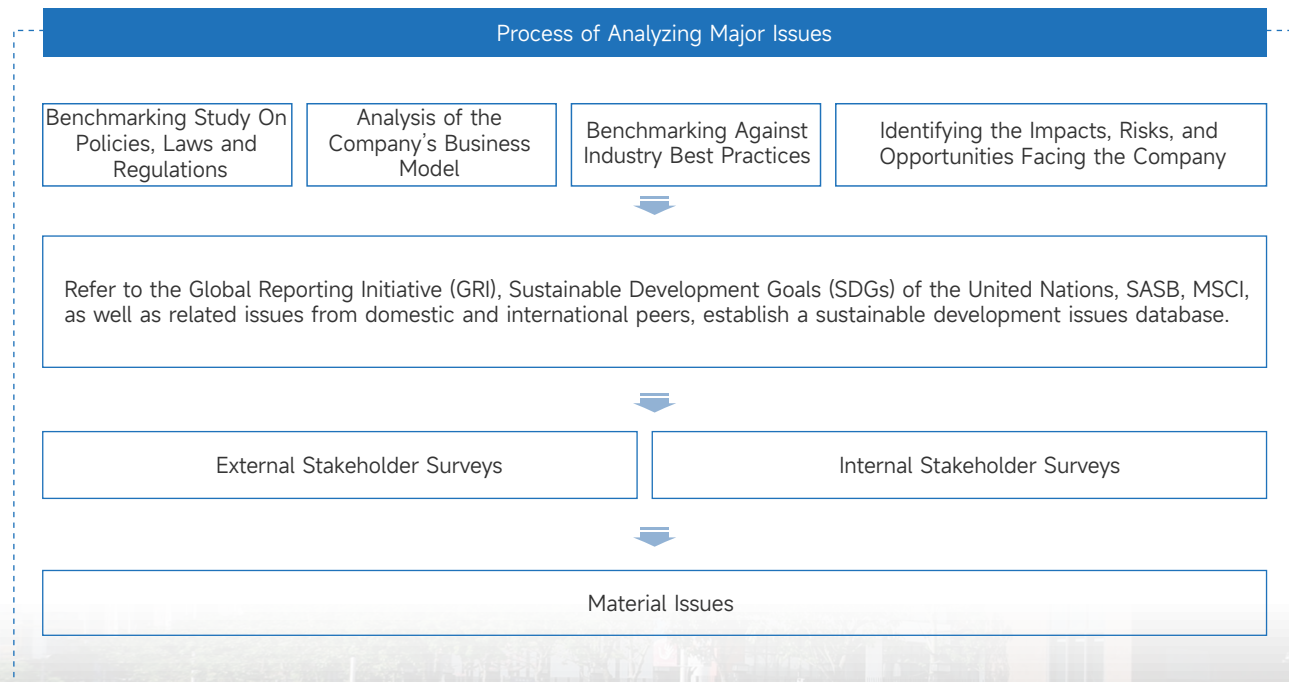 Process of Analyzing Major Issues
Benchmarking Study On
Policies, Laws and
Regulations
Analysis of the
Company's Business
Model
Benchmarking Against
Industry Best Practices
Identifying the Impacts, Risks, and
Opportunities Facing the Company
Refer to the Global Reporting Initiative (GRI), Sustainable Development Goals (SDGs) of the United Nations, SASB, MSCI,
as well as related issues from domestic and international peers, establish a sustainable development issues database.
External Stakeholder Surveys
Internal Stakeholder Surveys
Material Issues